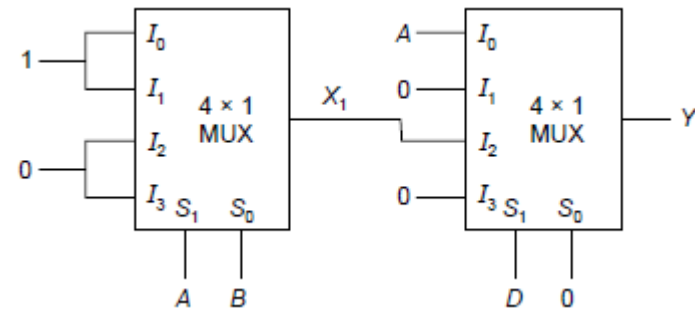 I₀
1
I₁
4 × 1
MUX
I₂
0
I₃
S₁ S₀
A B
X₁
A I₀
0 I₁
4 × 1
MUX
Y
I₂
0 I₃
S₁ S₀
D 0